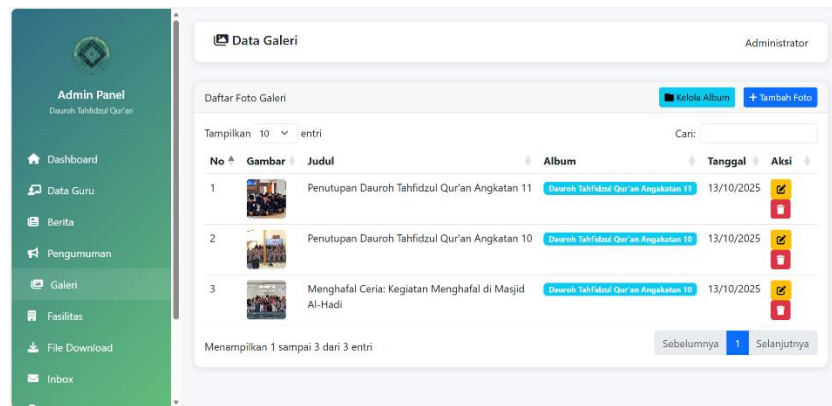 Data Galeri
Administrator
Admin Panel
Dauroh Tahfidzul Qur'an
Dashboard
Data Guru
Berita
Pengumuman
Galeri
Fasilitas
File Download
Inbox
Daftar Foto Galeri
Kelola Album
+ Tambah Foto
Tampilkan 10 entri
Cari:
No Gambar Judul Album Tanggal Aksi
1 Penutupan Dauroh Tahfidzul Qur'an Angkatan 11 Dauroh Tahfidzul Qur'an Angakatan 11 13/10/2025
2 Penutupan Dauroh Tahfidzul Qur'an Angkatan 10 Dauroh Tahfidzul Qur'an Angakatan 10 13/10/2025
3 Menghafal Ceria: Kegiatan Menghafal di Masjid Dauroh Tahfidzul Qur'an Angakatan 10 13/10/2025
Al-Hadi
Menampilkan 1 sampai 3 dari 3 entri
Sebelumnya 1 Selanjutnya